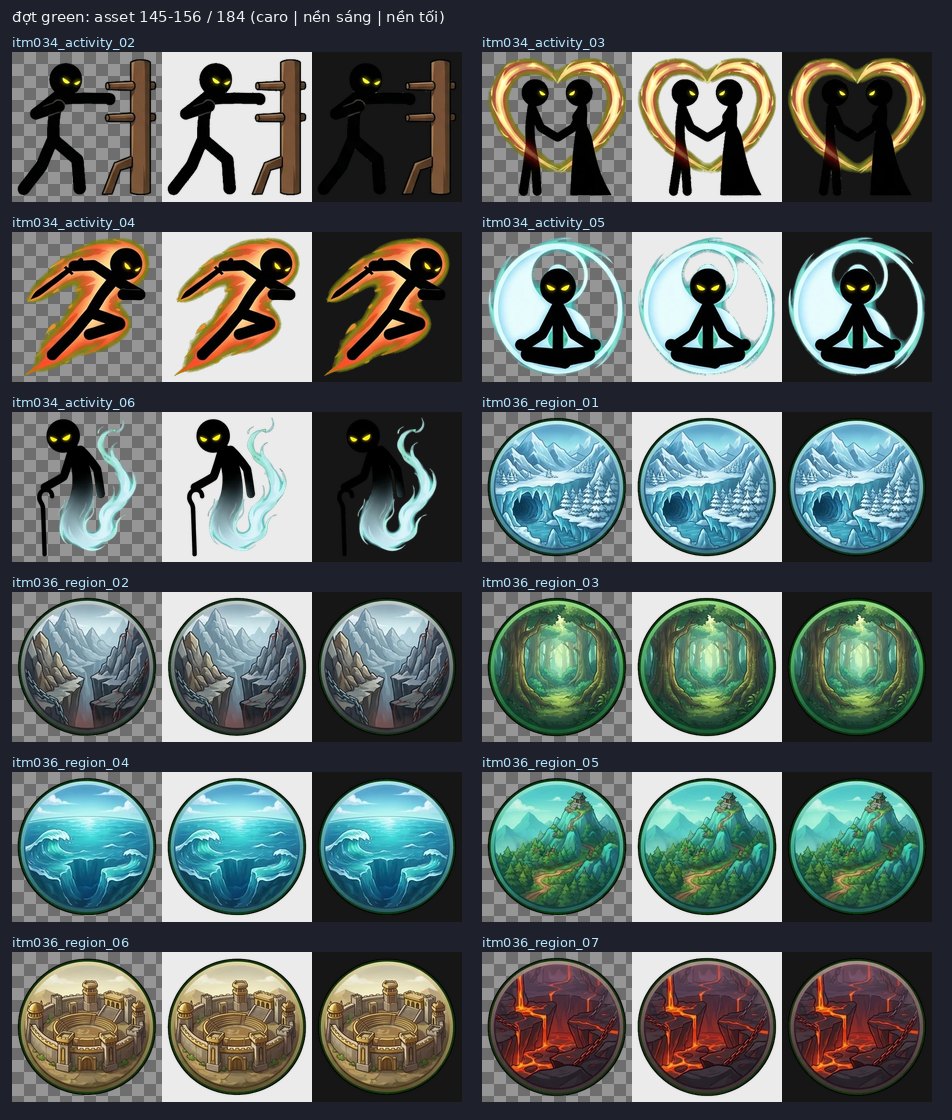 đợt green: asset 145-156 / 184 (caro | nền sáng | nền tối)
itm034_activity_02
itm034_activity_03
itm034_activity_04
itm034_activity_05
itm034_activity_06
itm036_region_01
itm036_region_02
itm036_region_03
itm036_region_04
itm036_region_05
itm036_region_06
itm036_region_07